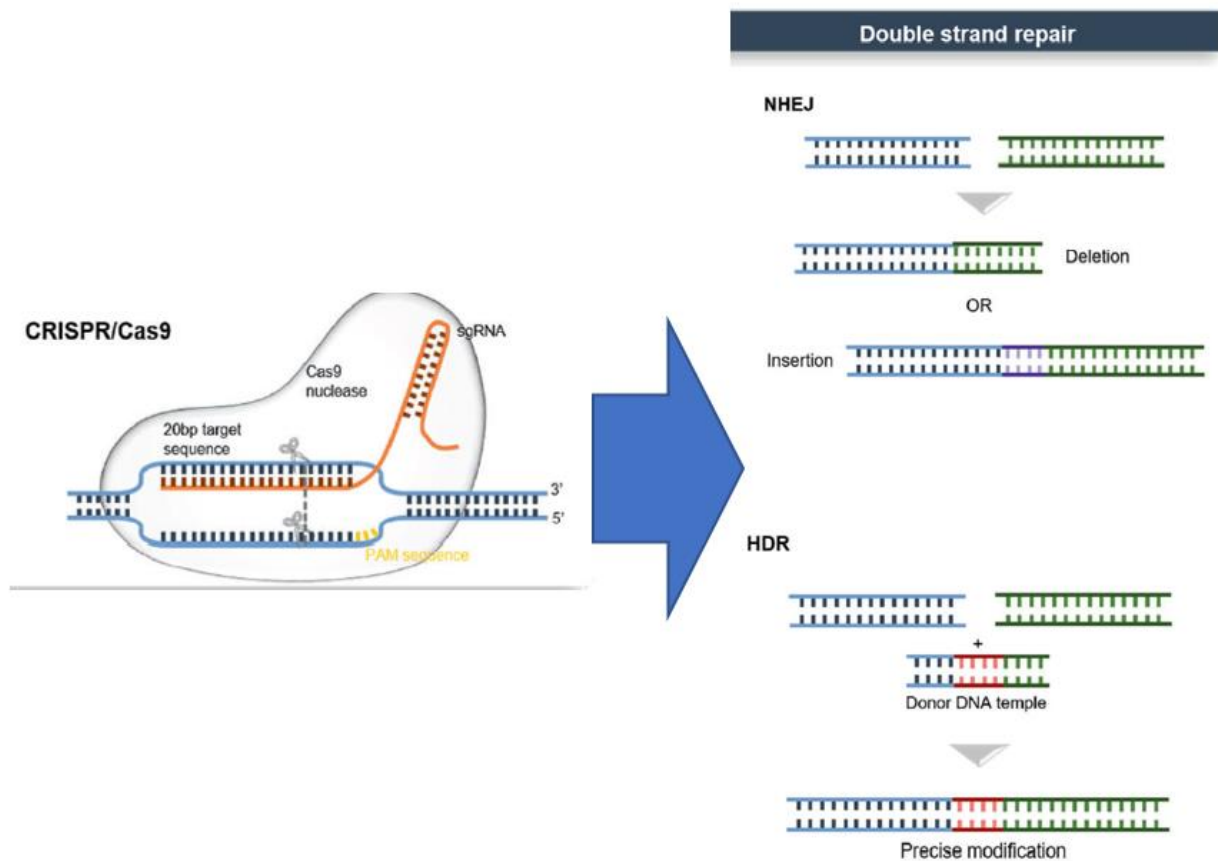 CRISPR/Cas9
sgRNA
Cas9
nuclease
20bp target
sequence
3'
5'
PAM sequence
Double strand repair
NHEJ
Deletion
OR
Insertion
HDR
+
Donor DNA temple
Precise modification